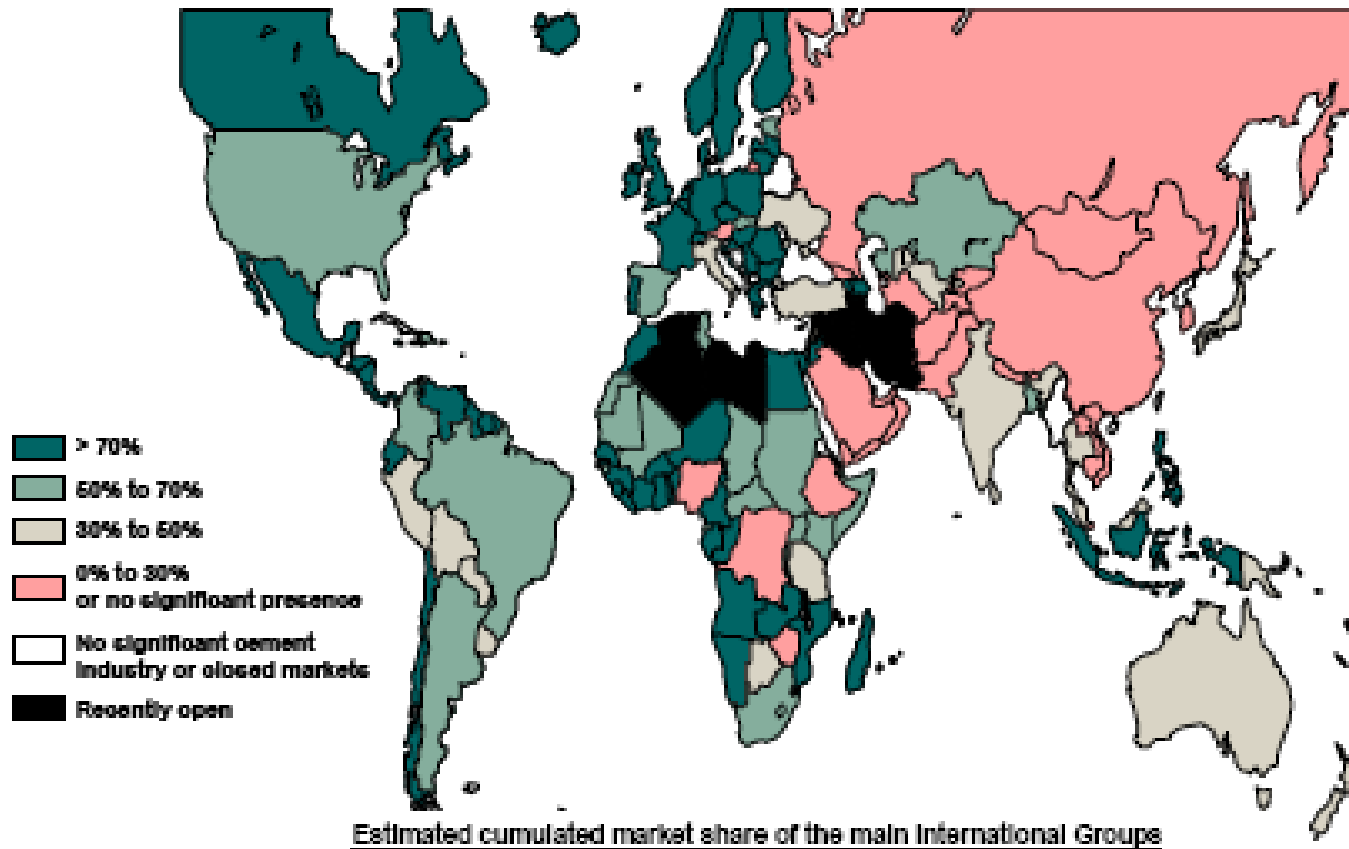 > 70%
50% to 70%
30% to 50%
0% to 30%
or no significant presence
No significant cement
industry or closed markets
Recently open
Estimated cumulated market share of the main International Groups